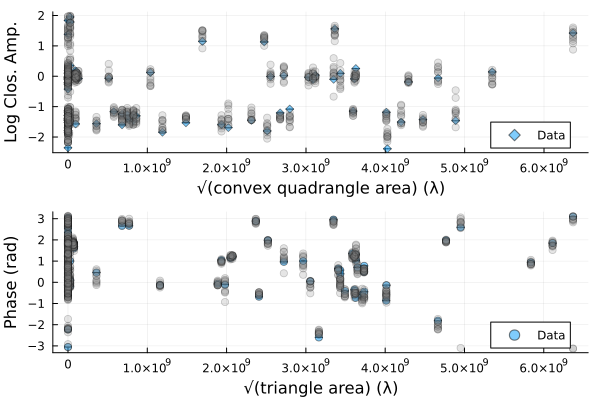 2
1
0
−1
−2
Log Clos. Amp.
Data
0 1.0×10⁹ 2.0×10⁹ 3.0×10⁹ 4.0×10⁹ 5.0×10⁹ 6.0×10⁹
√(convex quadrangle area) (λ)
3
2
1
0
−1
−2
−3
Phase (rad)
Data
0 1.0×10⁹ 2.0×10⁹ 3.0×10⁹ 4.0×10⁹ 5.0×10⁹ 6.0×10⁹
√(triangle area) (λ)